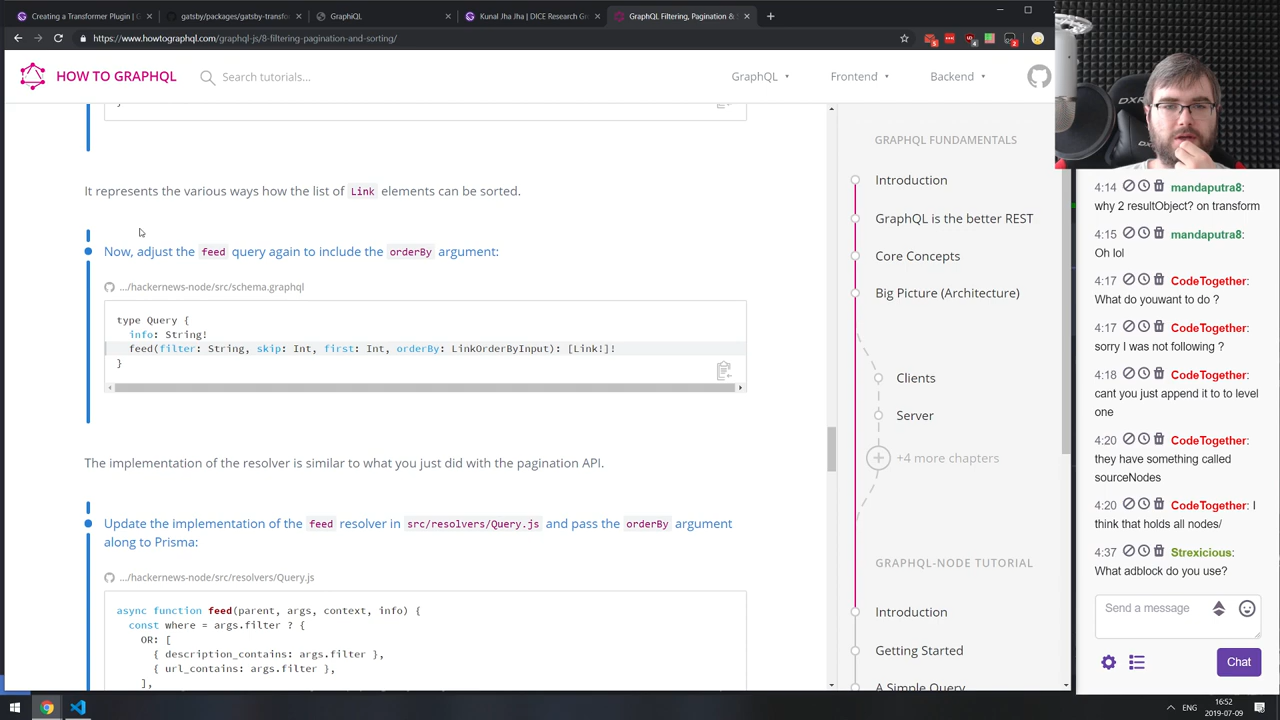 Creating a Transformer Plugin | G
gatsby/packages/gatsby-transfor
GraphiQL
Kunal Jha Jha | DICE Research Gr
GraphQL Filtering, Pagination & S
https://www.howtographql.com/graphql-js/8-filtering-pagination-and-sorting/
HOW TO GRAPHQL
Search tutorials...
GraphQL
Frontend
Backend
It represents the various ways how the list of Link elements can be sorted.
Now, adjust the feed query again to include the orderBy argument:
.../hackernews-node/src/schema.graphql
type Query {
info: String!
feed(filter: String, skip: Int, first: Int, orderBy: LinkOrderByInput): [Link!]!
}
The implementation of the resolver is similar to what you just did with the pagination API.
Update the implementation of the feed resolver in src/resolvers/Query.js and pass the orderBy argument
along to Prisma:
.../hackernews-node/src/resolvers/Query.js
async function feed(parent, args, context, info) {
const where = args.filter ? {
OR: [
{ description_contains: args.filter },
{ url_contains: args.filter },
],
GRAPHQL FUNDAMENTALS
Introduction
GraphQL is the better REST
Core Concepts
Big Picture (Architecture)
Clients
Server
+4 more chapters
GRAPHQL-NODE TUTORIAL
Introduction
Getting Started
A Simple Query
DXR
4:14 mandaputra8:
why 2 resultObject? on transform
4:15 mandaputra8:
Oh lol
4:17 CodeTogether:
What do youwant to do ?
4:17 CodeTogether:
sorry I was not following ?
4:18 CodeTogether:
cant you just append it to to level
one
4:20 CodeTogether:
they have something called
sourceNodes
4:20 CodeTogether: I
think that holds all nodes/
4:37 Strexicious:
What adblock do you use?
Send a message
Chat
ENG
16:52
2019-07-09